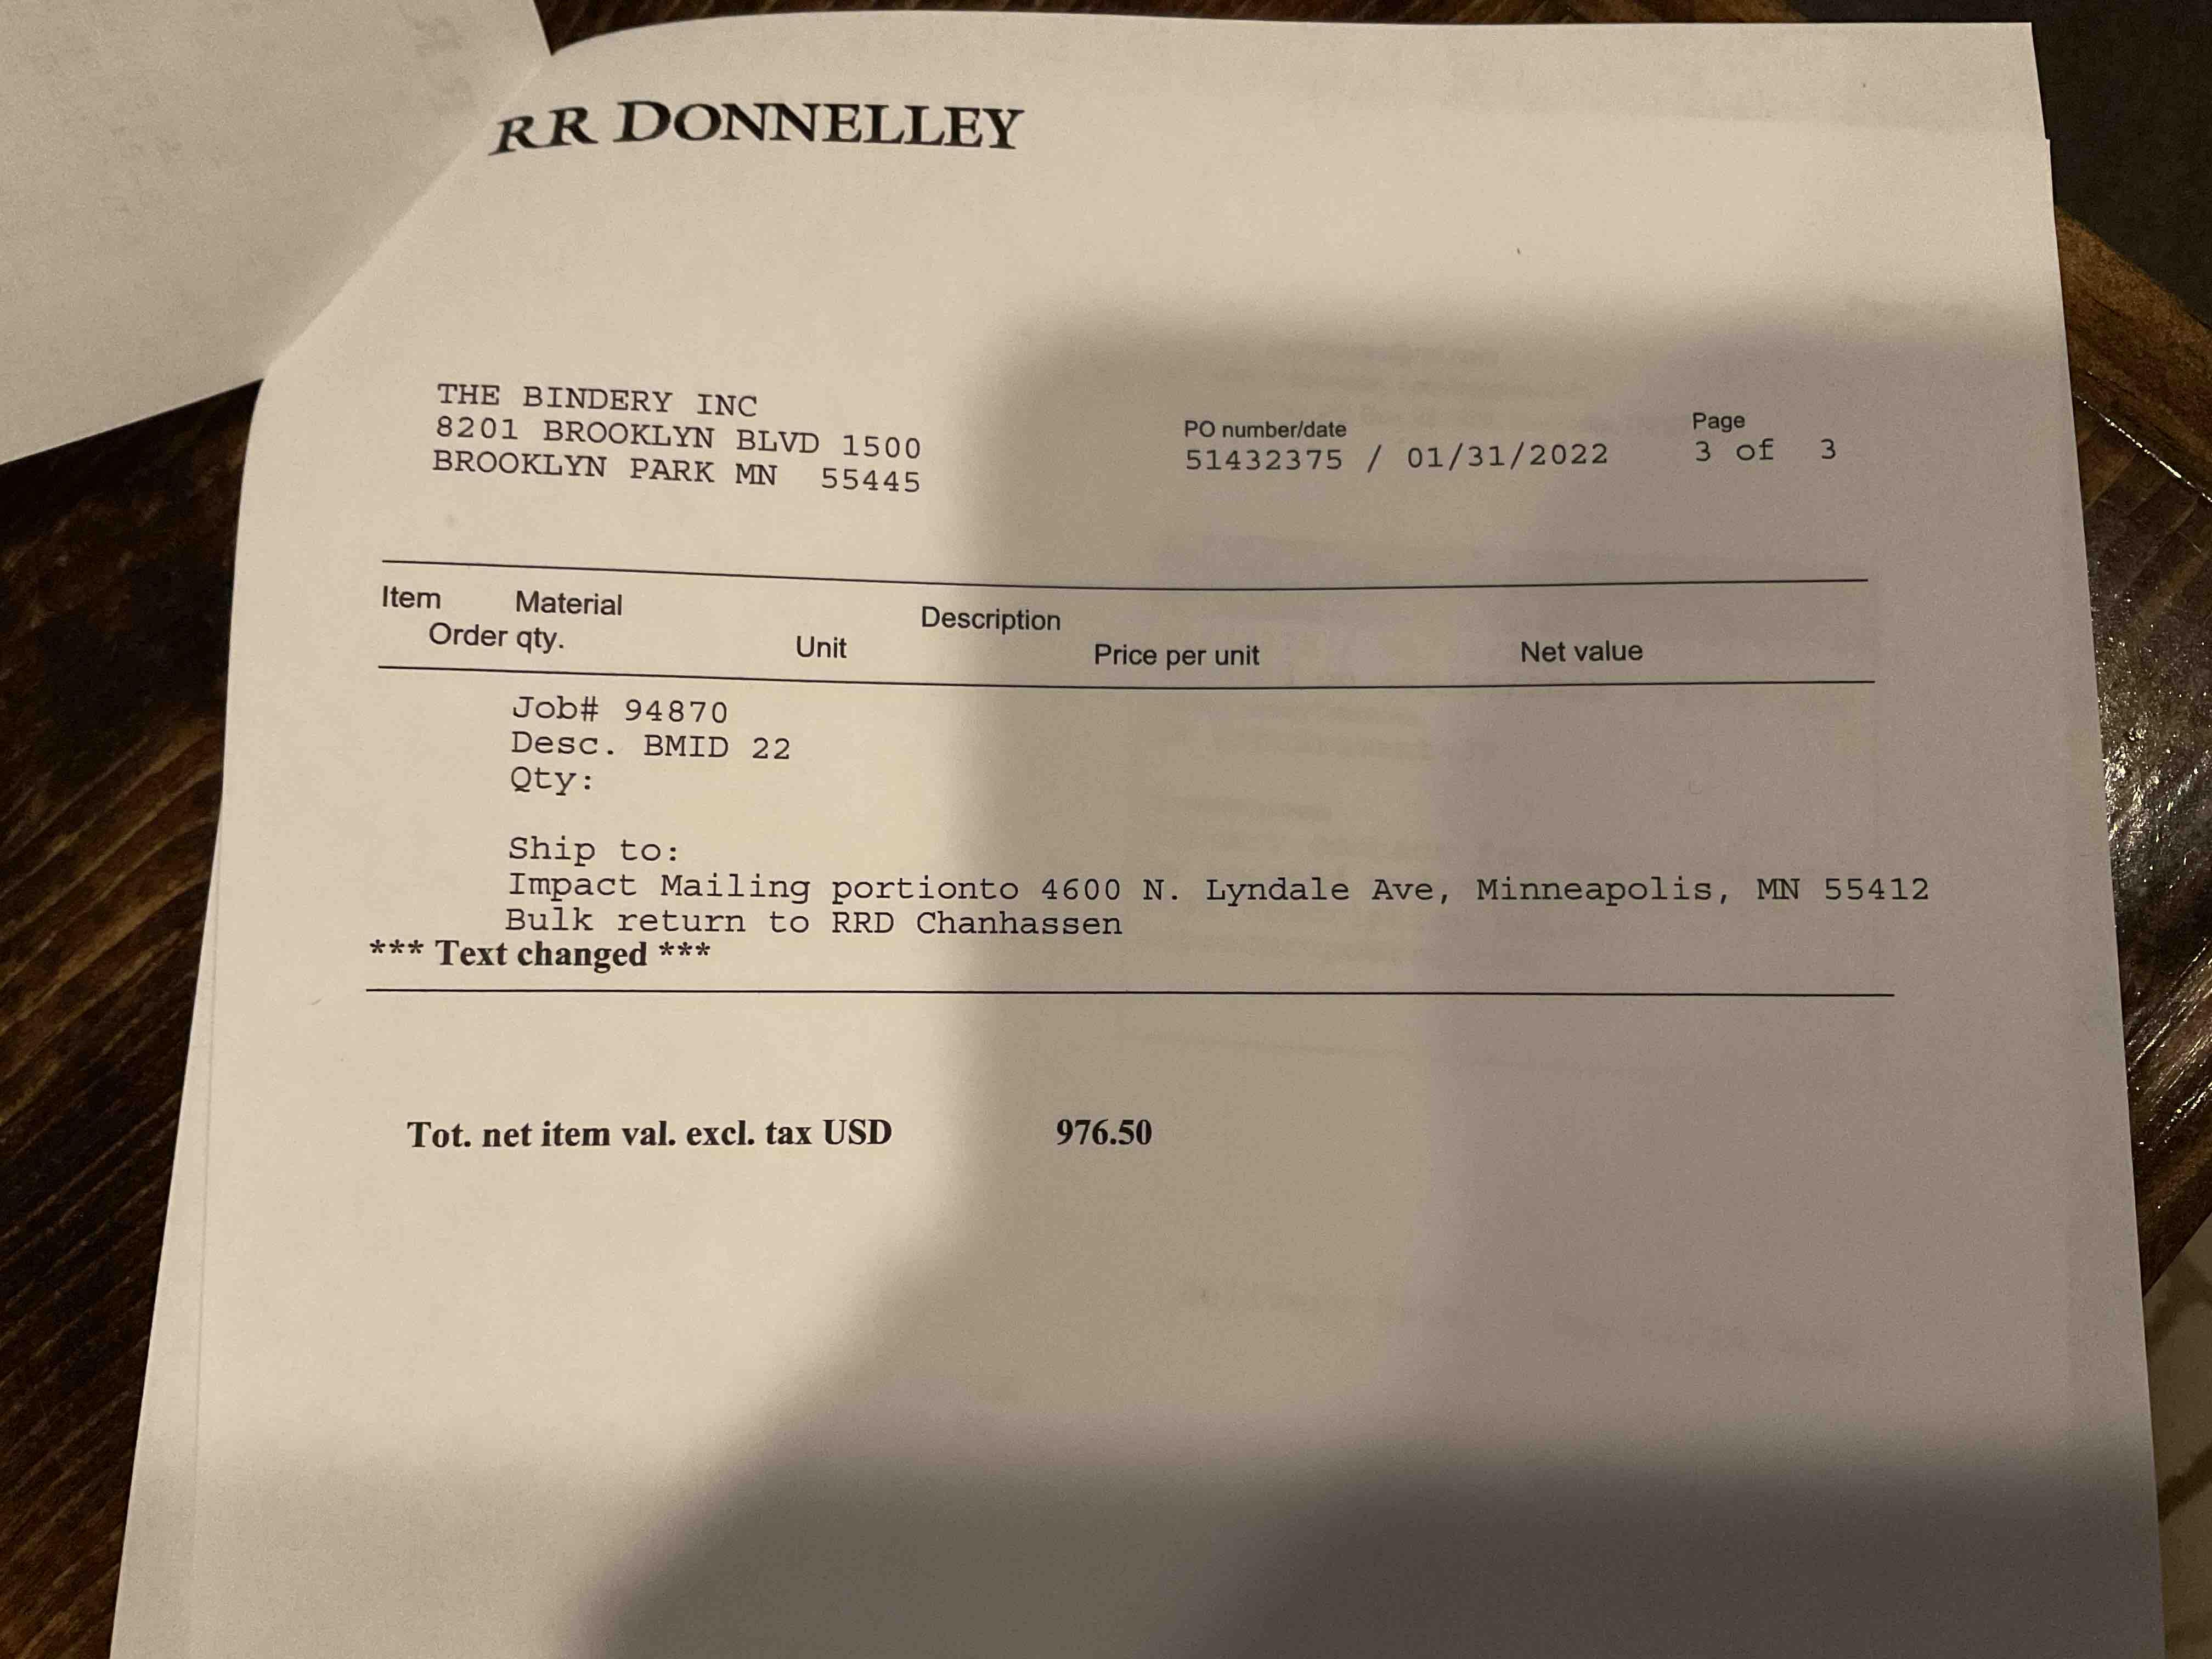 RR DONNELLEY
THE BINDERY INC
8201 BROOKLYN BLVD 1500
BROOKLYN PARK MN 55445
PO number/date
51432375 / 01/31/2022
Page
3 of 3
Item Material Description
Order qty. Unit Price per unit Net value
Job# 94870
Desc. BMID 22
Qty:
Ship to:
Impact Mailing portionto 4600 N. Lyndale Ave, Minneapolis, MN 55412
Bulk return to RRD Chanhassen
*** Text changed ***
Tot. net item val. excl. tax USD 976.50